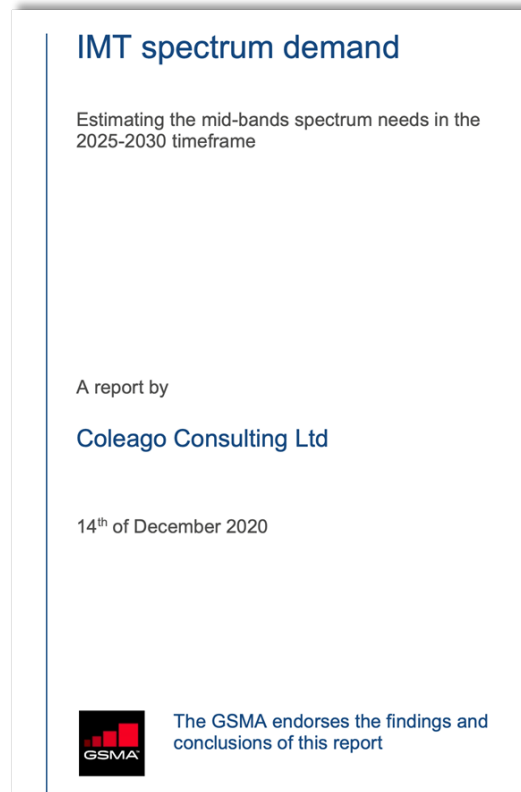 IMT spectrum demand
Estimating the mid-bands spectrum needs in the
2025-2030 timeframe
A report by
Coleago Consulting Ltd
14th of December 2020
The GSMA endorses the findings and
conclusions of this report
GSMA